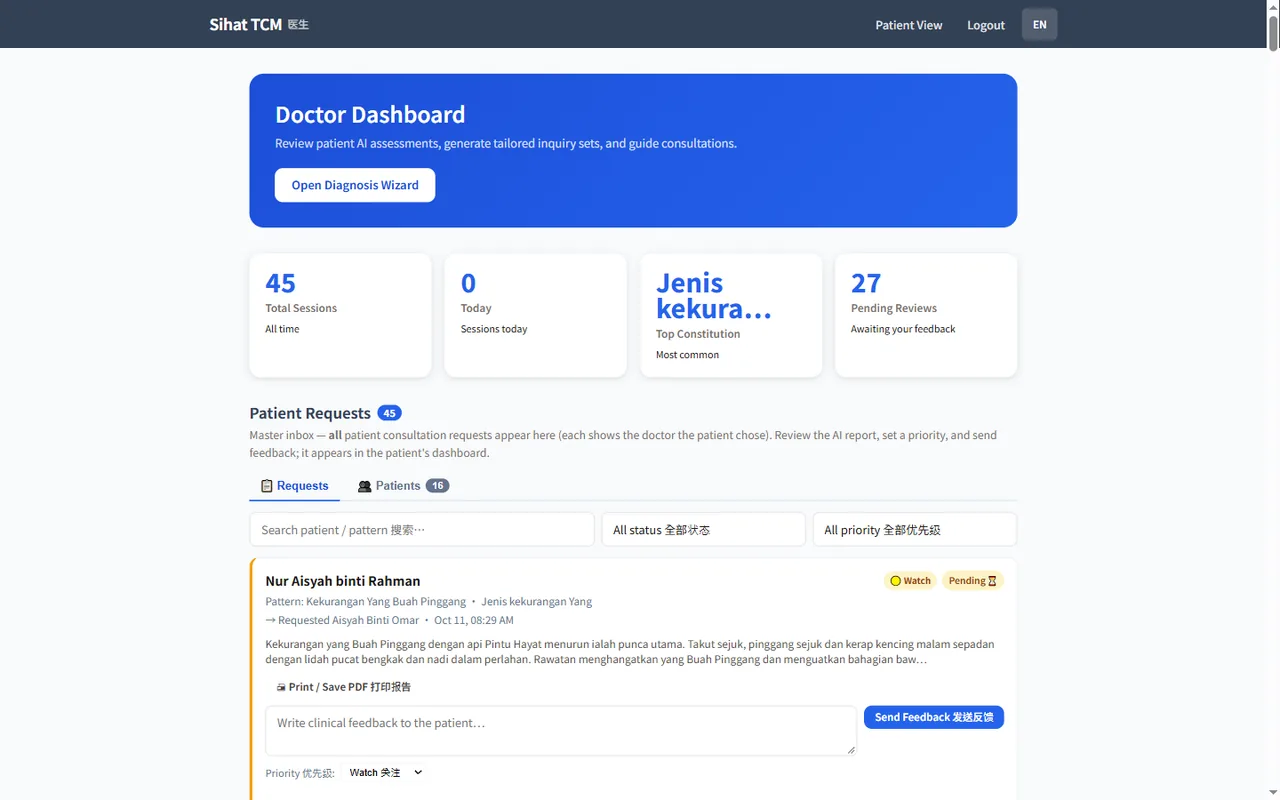 Sihat TCM 医生
Patient View
Logout
EN
Doctor Dashboard
Review patient AI assessments, generate tailored inquiry sets, and guide consultations.
Open Diagnosis Wizard
45
Total Sessions
All time
0
Today
Sessions today
Jenis
kekura…
Top Constitution
Most common
27
Pending Reviews
Awaiting your feedback
Patient Requests 45
Master inbox — all patient consultation requests appear here (each shows the doctor the patient chose). Review the AI report, set a priority, and send
feedback; it appears in the patient's dashboard.
📋 Requests
👥 Patients 16
Search patient / pattern 搜索…
All status 全部状态
All priority 全部优先级
Nur Aisyah binti Rahman
🟡 Watch
Pending ⏳
Pattern: Kekurangan Yang Buah Pinggang • Jenis kekurangan Yang
→ Requested Aisyah Binti Omar • Oct 11, 08:29 AM
Kekurangan yang Buah Pinggang dengan api Pintu Hayat menurun ialah punca utama. Takut sejuk, pinggang sejuk dan kerap kencing malam sepadan
dengan lidah pucat bengkak dan nadi dalam perlahan. Rawatan menghangatkan yang Buah Pinggang dan menguatkan bahagian baw…
🖨 Print / Save PDF 打印报告
Write clinical feedback to the patient…
Send Feedback 发送反馈
Priority 优先级:
Watch 关注